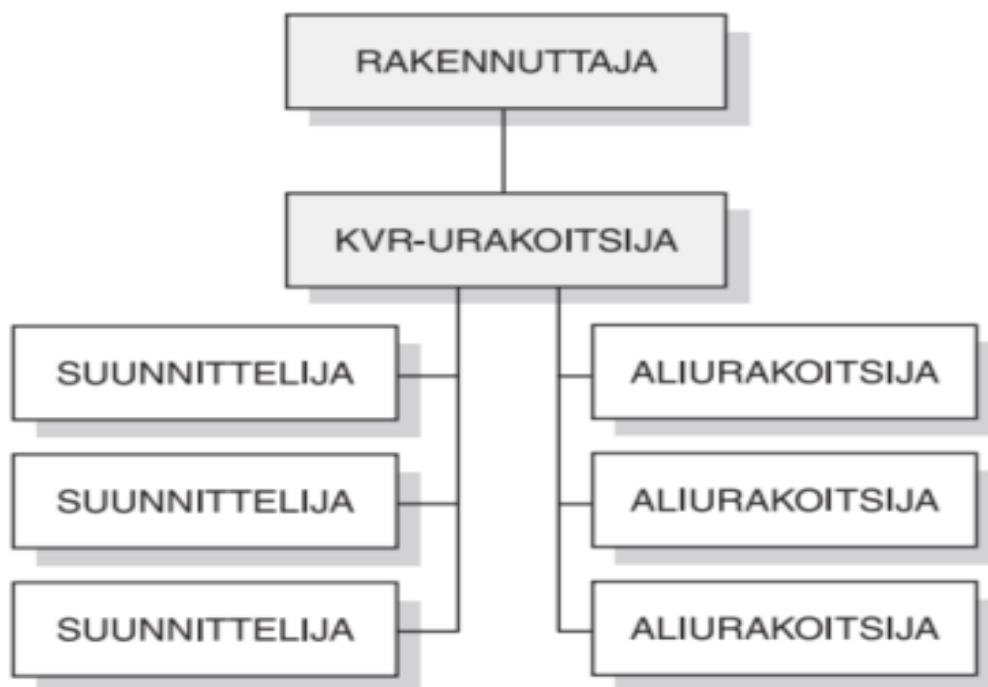 RAKENNUTTAJA
KVR-URAKOITSIJA
SUUNNITTELIJA
ALIURAKOITSIJA
SUUNNITTELIJA
ALIURAKOITSIJA
SUUNNITTELIJA
ALIURAKOITSIJA